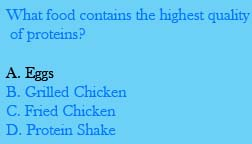 What food contains the highest quality
of proteins?
A. Eggs
B. Grilled Chicken
C. Fried Chicken
D. Protein Shake